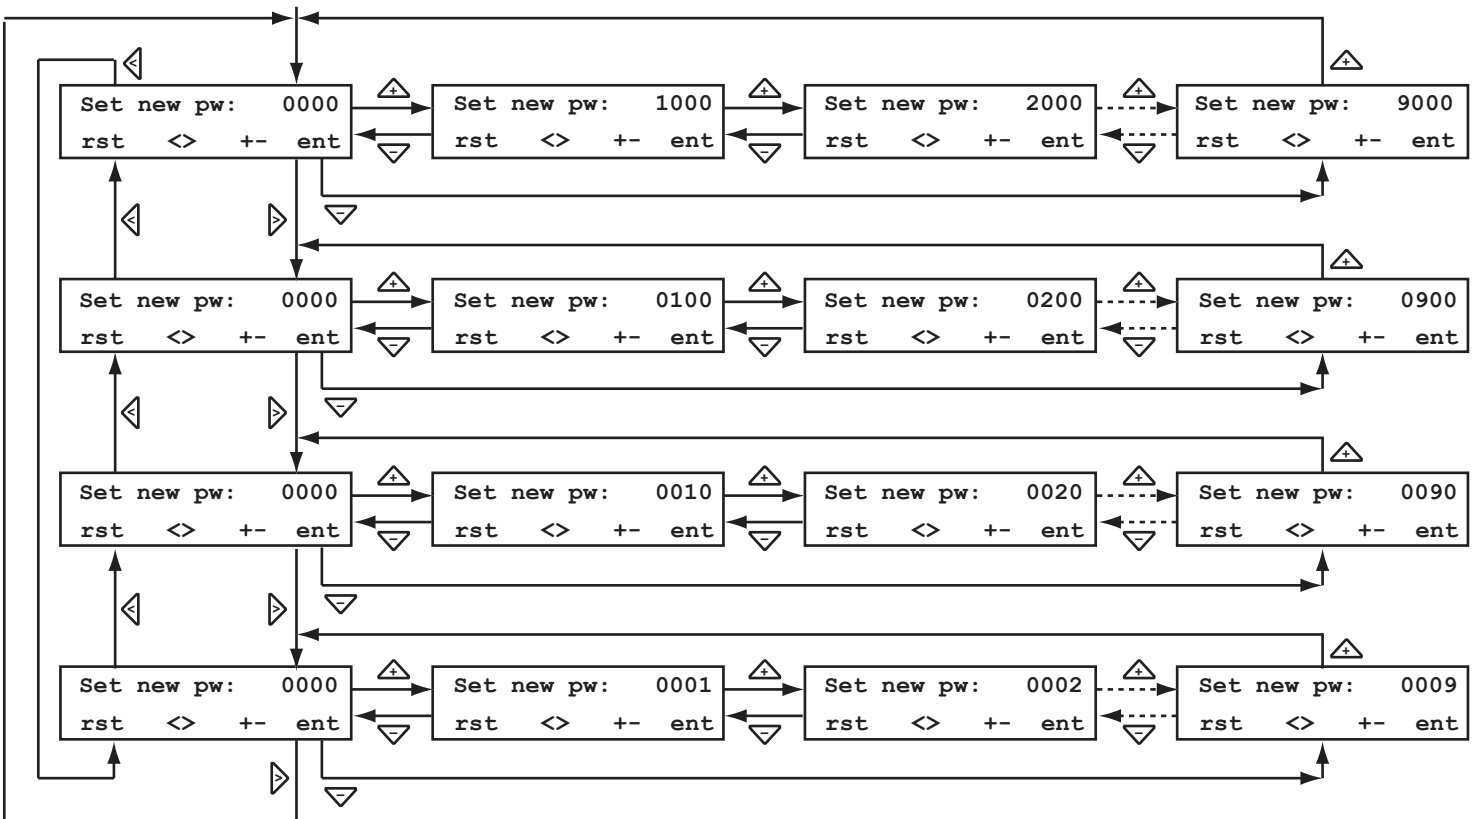 <
+ + + +
Set new pw: 0000 Set new pw: 1000 Set new pw: 2000 Set new pw: 9000
rst <> +- ent rst <> +- ent rst <> +- ent rst <> +- ent
- - -
< > -
+ + + +
Set new pw: 0000 Set new pw: 0100 Set new pw: 0200 Set new pw: 0900
rst <> +- ent rst <> +- ent rst <> +- ent rst <> +- ent
- - -
< > -
+ + + +
Set new pw: 0000 Set new pw: 0010 Set new pw: 0020 Set new pw: 0090
rst <> +- ent rst <> +- ent rst <> +- ent rst <> +- ent
- - -
< > -
+ + + +
Set new pw: 0000 Set new pw: 0001 Set new pw: 0002 Set new pw: 0009
rst <> +- ent rst <> +- ent rst <> +- ent rst <> +- ent
- - -
> -